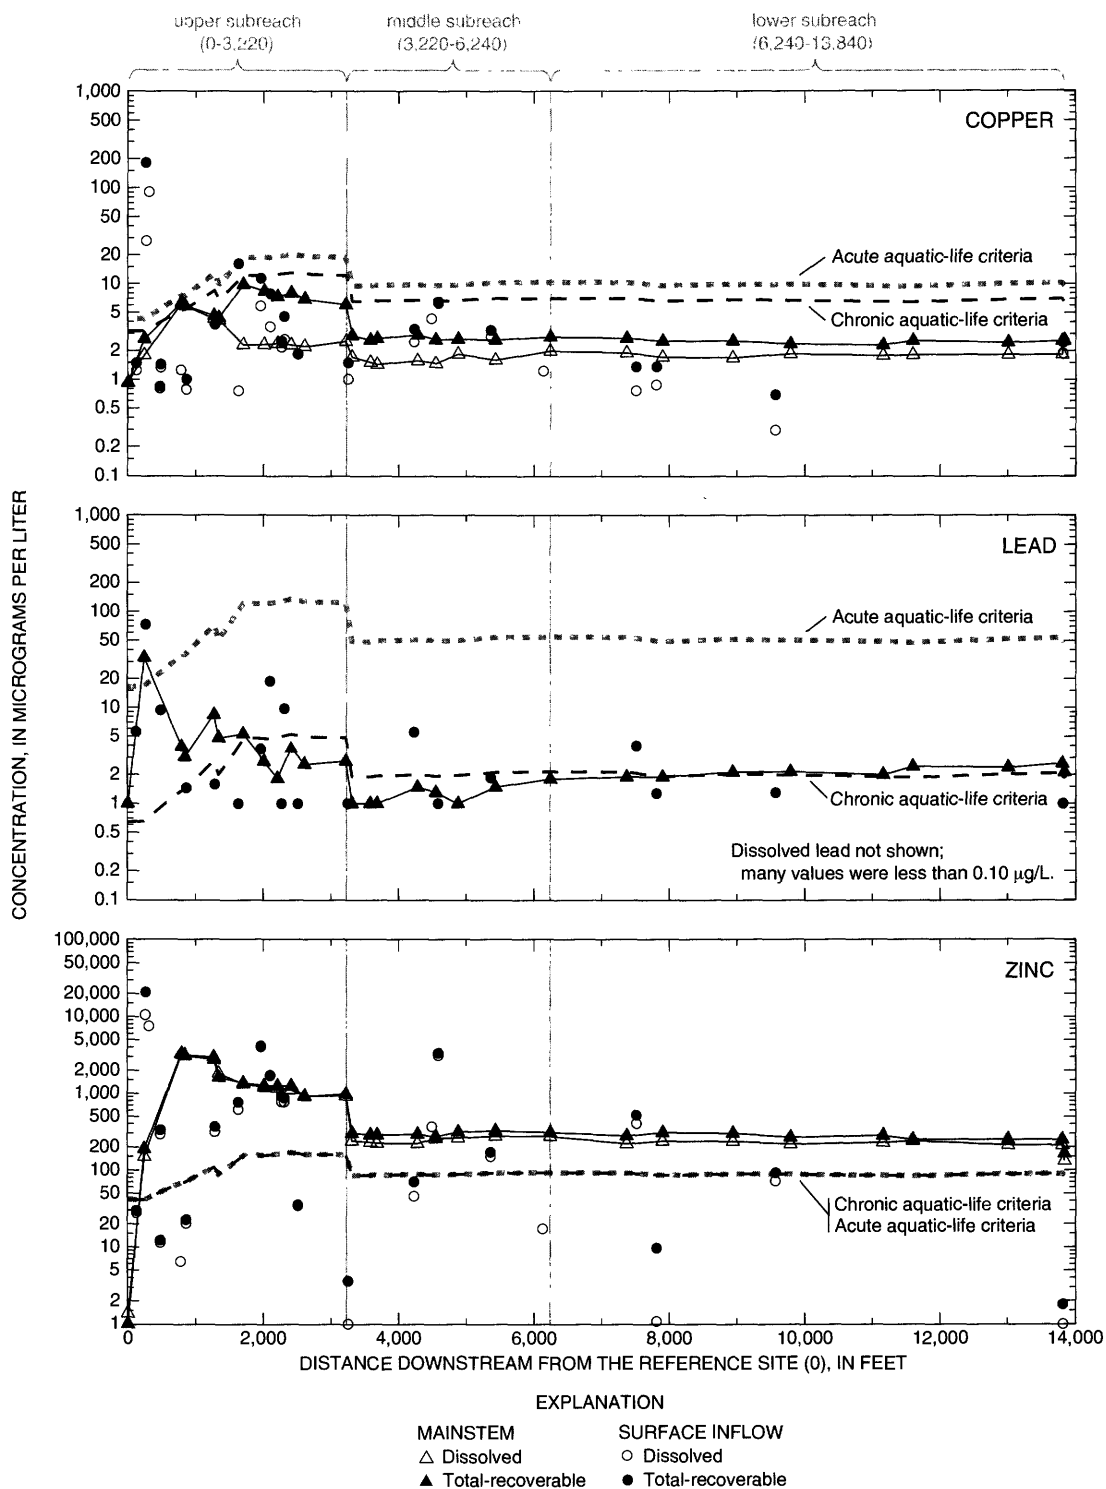 upper subreach
(0-3,220)
middle subreach
(3,220-6,240)
lower subreach
(6,240-13,840)
1,000
500
200
100
50
20
10
5
2
1
0.5
0.2
0.1
COPPER
Acute aquatic-life criteria
Chronic aquatic-life criteria
CONCENTRATION, IN MICROGRAMS PER LITER
1,000
500
200
100
50
20
10
5
2
1
0.5
0.2
0.1
LEAD
Acute aquatic-life criteria
Chronic aquatic-life criteria
Dissolved lead not shown;
many values were less than 0.10 µg/L.
100,000
50,000
20,000
10,000
5,000
2,000
1,000
500
200
100
50
20
10
5
2
1
ZINC
Chronic aquatic-life criteria
Acute aquatic-life criteria
0 2,000 4,000 6,000 8,000 10,000 12,000 14,000
DISTANCE DOWNSTREAM FROM THE REFERENCE SITE (0), IN FEET
EXPLANATION
MAINSTEM
Dissolved
Total-recoverable
SURFACE INFLOW
Dissolved
Total-recoverable